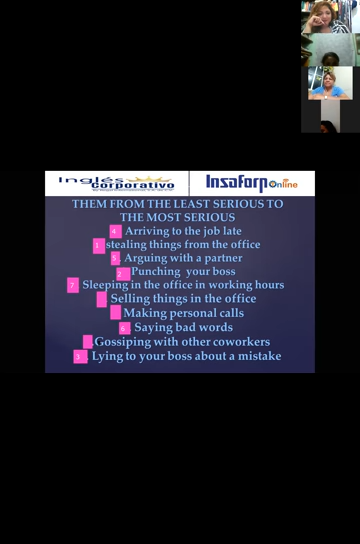 Inglés
Corporativo
Insaforp Online
THEM FROM THE LEAST SERIOUS TO
THE MOST SERIOUS
4 Arriving to the job late
1 stealing things from the office
5. Arguing with a partner
2 Punching your boss
7. Sleeping in the office in working hours
. Selling things in the office
Making personal calls
6. Saying bad words
.Gossiping with other coworkers
3. Lying to your boss about a mistake